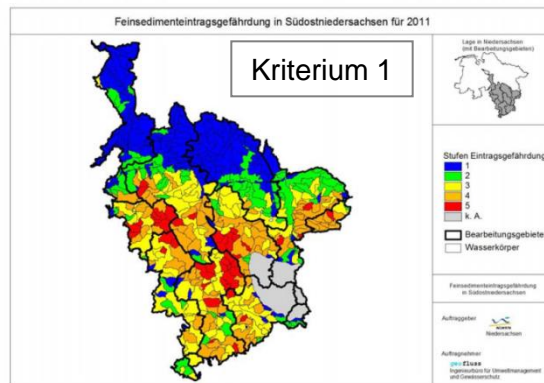 Feinsedimenteintragsgefährdung in Südostniedersachsen für 2011
Kriterium 1
Lage in Niedersachsen
(mit Bearbeitungsgebieten)
Stufen Eintragsgefährdung
1
2
3
4
5
k. A.
Bearbeitungsgebiete
Wasserkörper
Feinsedimenteintragsgefährdung
in Südostniedersachsen
Auftraggeber
Niedersachsen
Auftragnehmer
geofluss
Ingenieurbüro für Umweltmanagement
und Gewässerschutz